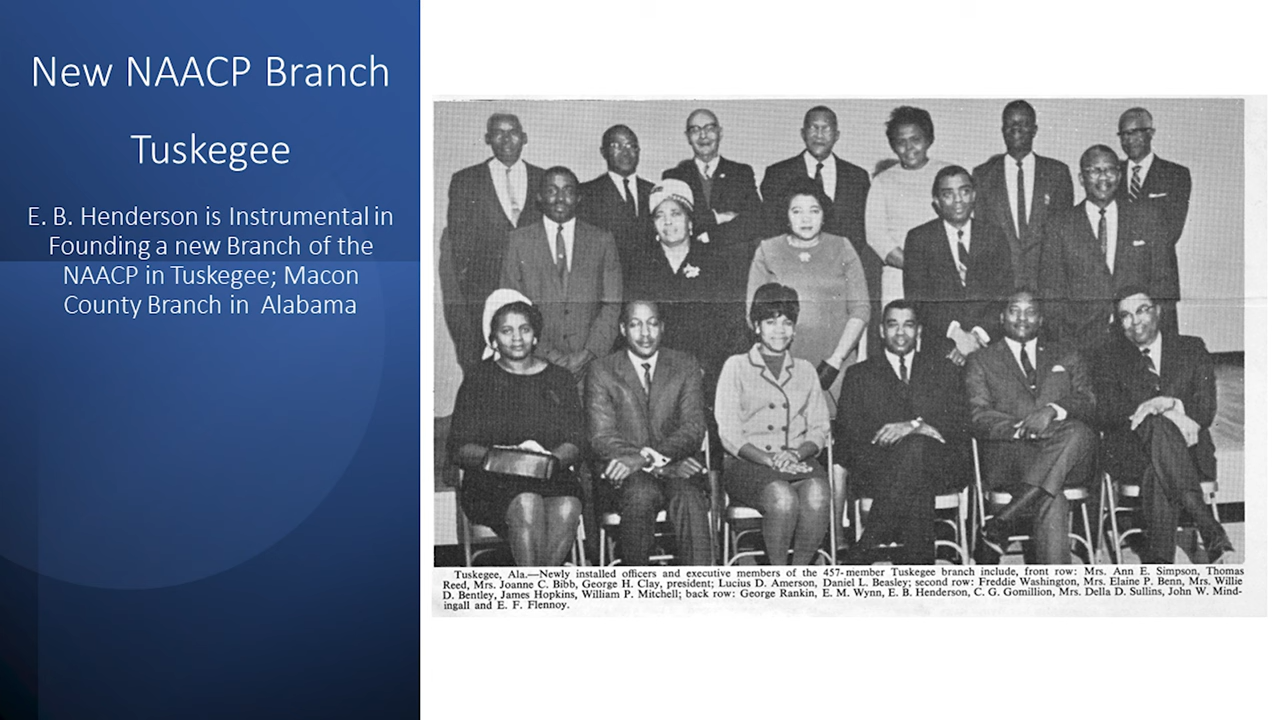 New NAACP Branch
Tuskegee
E. B. Henderson is Instrumental in
Founding a new Branch of the
NAACP in Tuskegee; Macon
County Branch in Alabama
Tuskegee, Ala.—Newly installed officers and executive members of the 457-member Tuskegee branch include, front row: Mrs. Ann E. Simpson, Thomas
Reed, Mrs. Joanne C. Bibb, George H. Clay, president; Lucius D. Amerson, Daniel L. Beasley; second row: Freddie Washington, Mrs. Elaine P. Benn, Mrs. Willie
D. Bentley, James Hopkins, William P. Mitchell; back row: George Rankin, E. M. Wynn, E. B. Henderson, C. G. Gomillion, Mrs. Della D. Sullins, John W. Mind-
ingall and E. F. Flennoy.